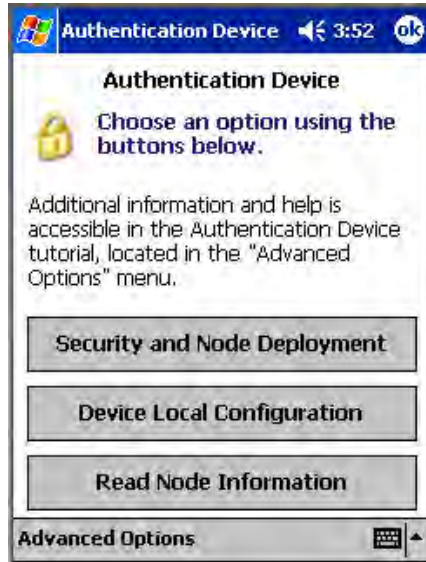 Authentication Device 3:52 ok
Authentication Device
Choose an option using the
buttons below.
Additional information and help is
accessible in the Authentication Device
tutorial, located in the "Advanced
Options" menu.
Security and Node Deployment
Device Local Configuration
Read Node Information
Advanced Options